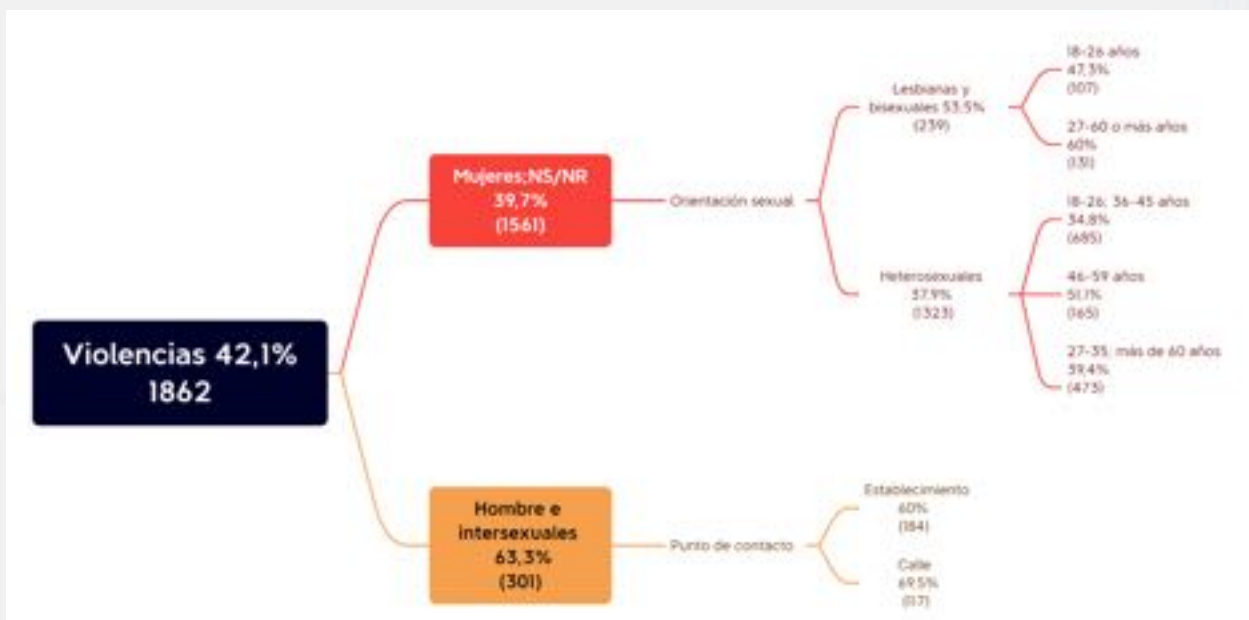 Violencias 42,1%
1862
Mujeres;NS/NR
39,7%
(1561)
Orientación sexual
Lesbianas y
bisexuales 53,5%
(239)
18-26 años
47,3%
(107)
27-60 o más años
60%
(131)
Heterosexuales
37.9%
(1323)
18-26; 36-45 años
34,8%
(685)
46-59 años
51,1%
(165)
27-35; más de 60 años
39,4%
(473)
Hombre e
intersexuales
63,3%
(301)
Punto de contacto
Establecimiento
60%
(184)
Calle
69,5%
(117)